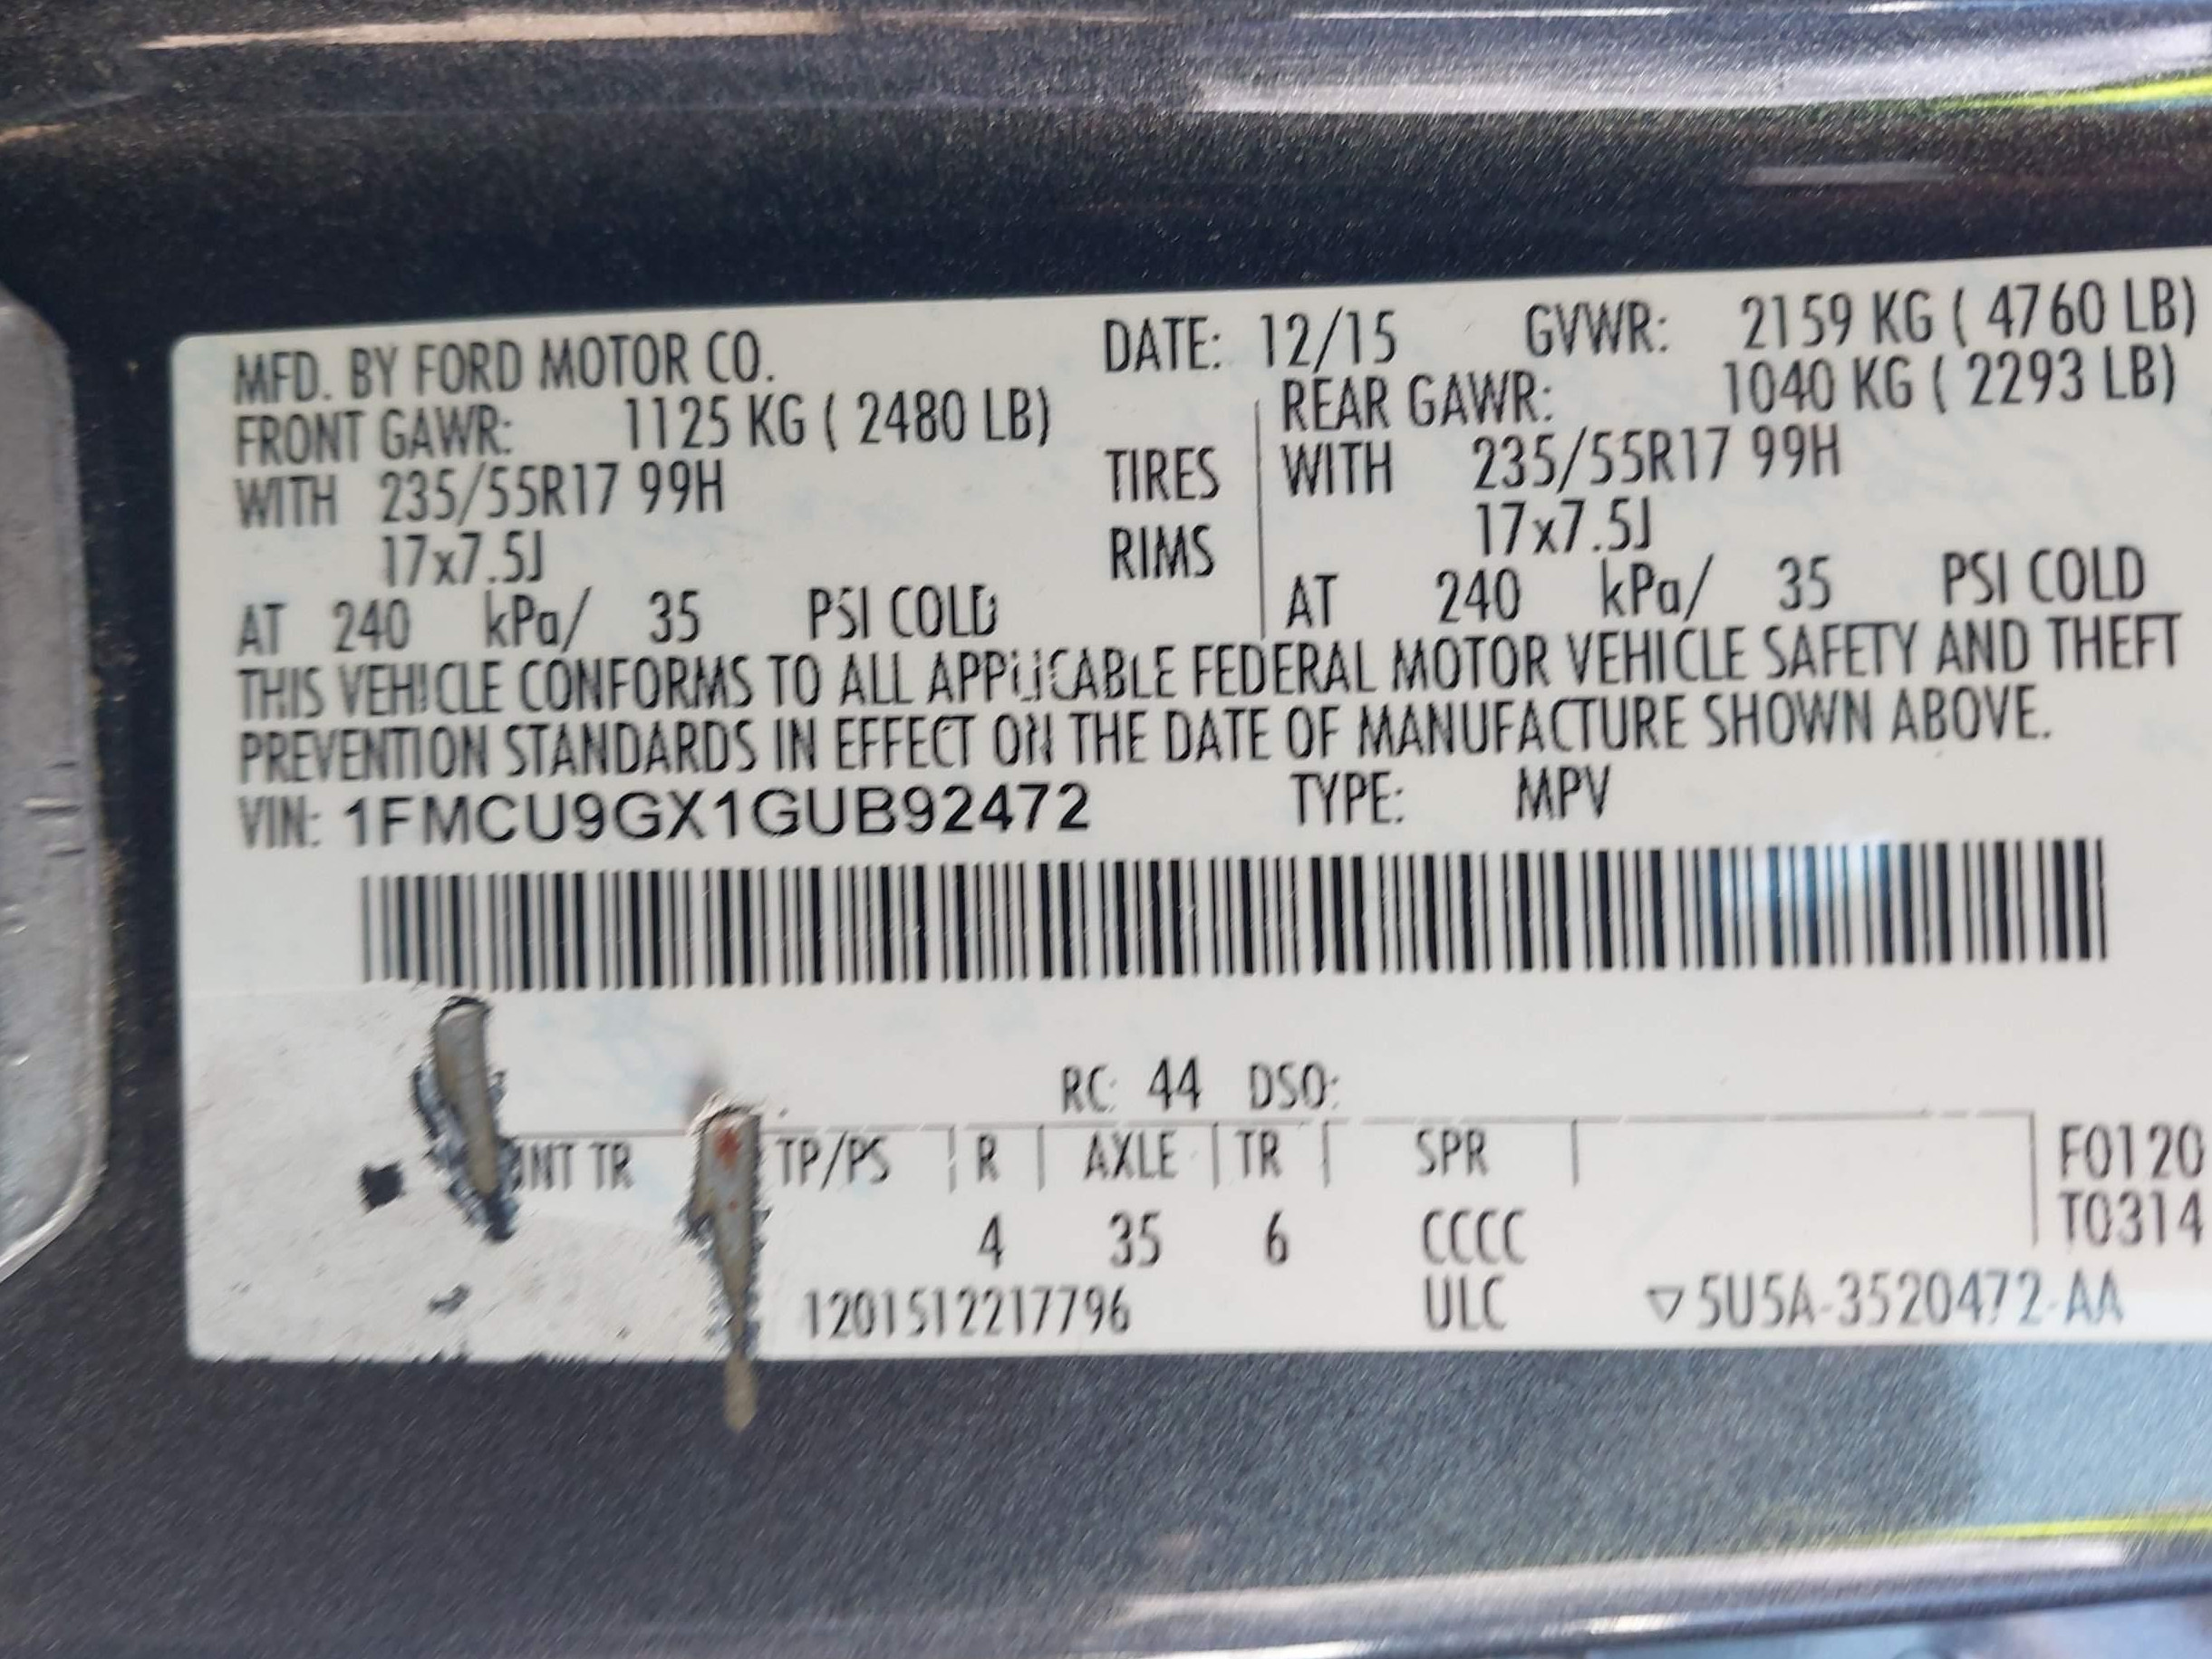 MFD. BY FORD MOTOR CO. DATE: 12/15 GVWR: 2159 KG ( 4760 LB)
FRONT GAWR: 1125 KG ( 2480 LB) REAR GAWR: 1040 KG ( 2293 LB)
WITH 235/55R17 99H TIRES WITH 235/55R17 99H
17x7.5J RIMS 17x7.5J
AT 240 kPa/ 35 PSI COLD AT 240 kPa/ 35 PSI COLD
THIS VEHICLE CONFORMS TO ALL APPLICABLE FEDERAL MOTOR VEHICLE SAFETY AND THEFT
PREVENTION STANDARDS IN EFFECT ON THE DATE OF MANUFACTURE SHOWN ABOVE.
VIN: 1FMCU9GX1GUB92472 TYPE: MPV
RC: 44 DSO:
INT TR TP/PS R AXLE TR SPR F0120
4 35 6 CCCC T0314
1201512217796 ULC ▽5U5A-3520472-AA